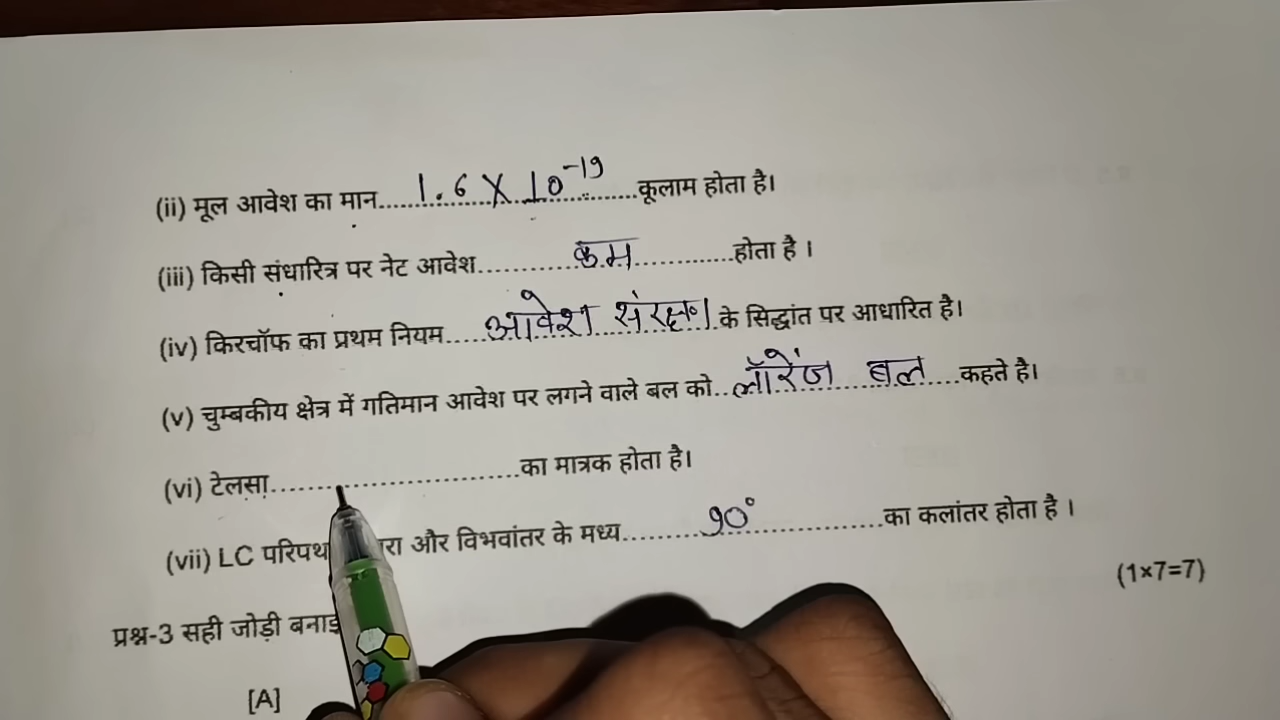 (ii) मूल आवेश का मान....1.6 X 10⁻¹⁹....कूलाम होता है।
(iii) किसी संधारित्र पर नेट आवेश............कम............होता है ।
(iv) किरचॉफ का प्रथम नियम.....आवेश संरक्षण....के सिद्धांत पर आधारित है।
(v) चुम्बकीय क्षेत्र में गतिमान आवेश पर लगने वाले बल को..लॉरेंज बल....कहते है।
(vi) टेलसा................................का मात्रक होता है।
(vii) LC परिपथ और विभवांतर के मध्य..........90°..............का कलांतर होता है ।
(1×7=7)
प्रश्न-3 सही जोड़ी
[A]